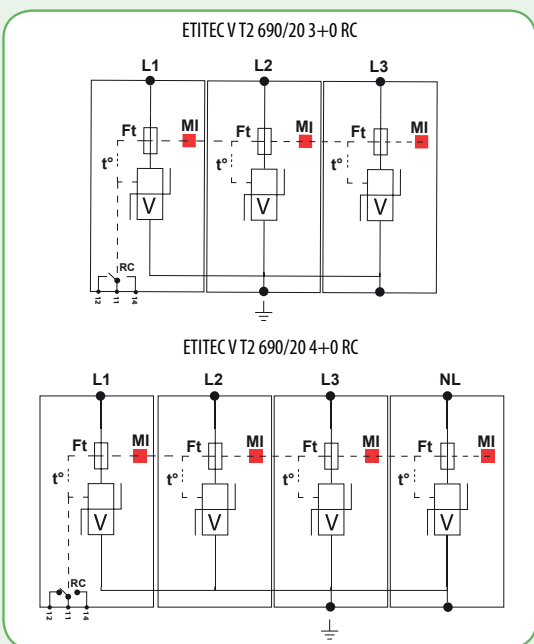 ETITEC V T2 690/20 3+0 RC
L1 L2 L3
Ft MI Ft MI Ft MI
t° t° t°
V V V
RC
12 11 14
ETITEC V T2 690/20 4+0 RC
L1 L2 L3 NL
Ft MI Ft MI Ft MI Ft MI
t° t° t° t°
V V V V
RC
12 11 14